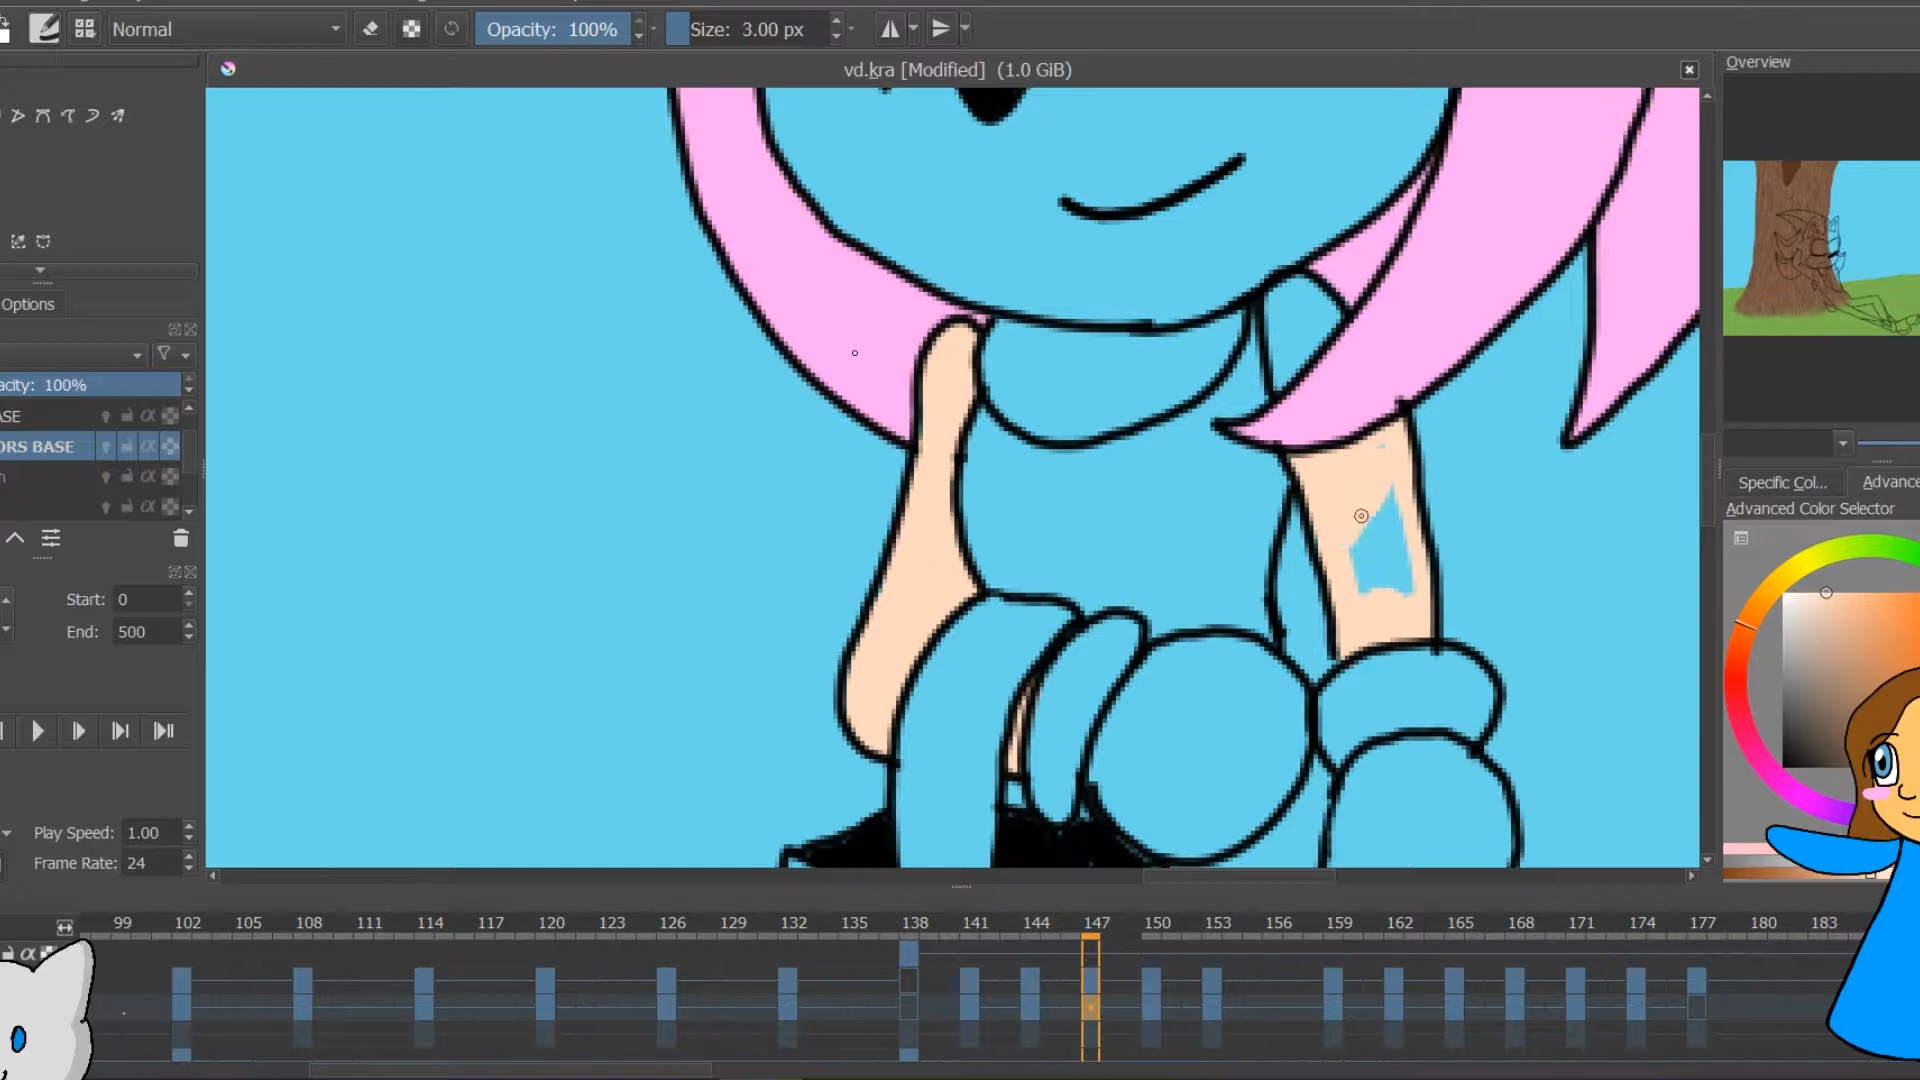 Normal
Opacity: 100%
Size: 3.00 px
vd.kra [Modified] (1.0 GiB)
Overview
Options
acity: 100%
ASE
ORS BASE
Specific Col...
Advance
Advanced Color Selector
Start: 0
End: 500
Play Speed: 1.00
Frame Rate: 24
99 102 105 108 111 114 117 120 123 126 129 132 135 138 141 144 147 150 153 156 159 162 165 168 171 174 177 180 183